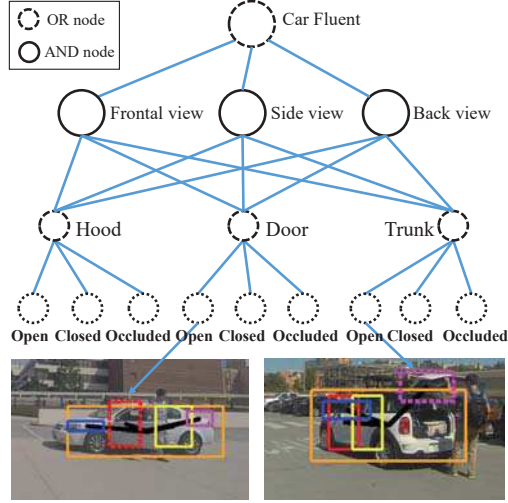 OR node
AND node
Car Fluent
Frontal view
Side view
Back view
Hood
Door
Trunk
Open Closed Occluded Open Closed Occluded Open Closed Occluded